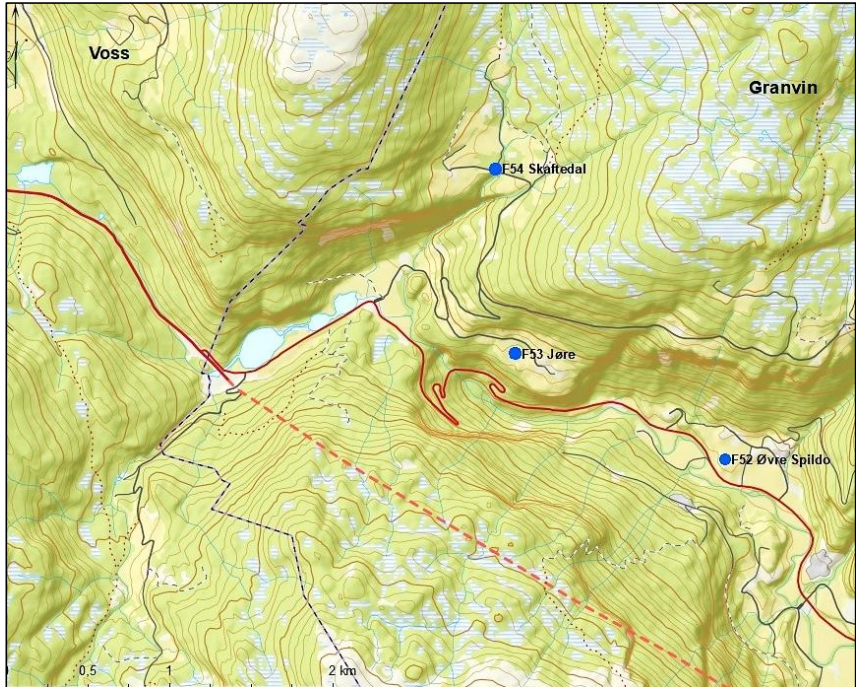 Voss
Granvin
F54 Skaftedal
F53 Jøre
F52 Øvre Spildo
0,5 1 2 km